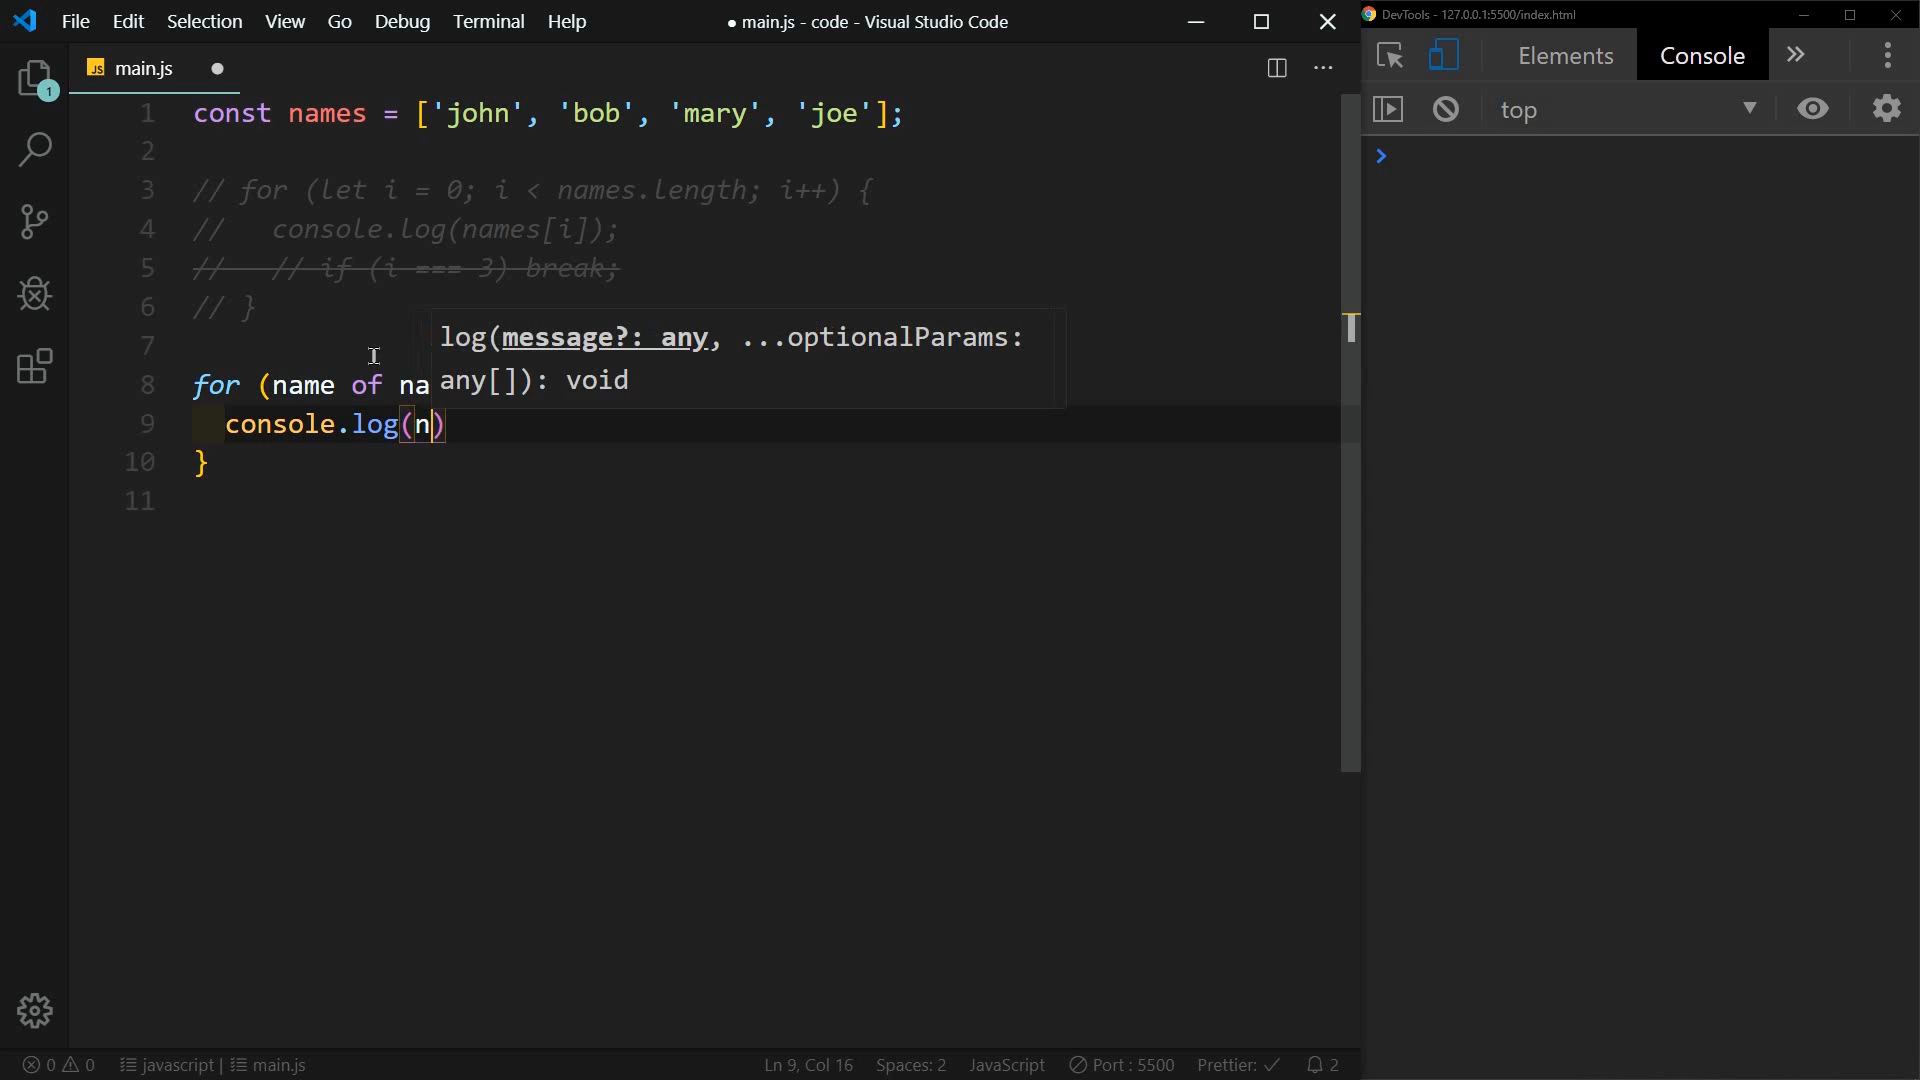 File Edit Selection View Go Debug Terminal Help
● main.js - code - Visual Studio Code
DevTools - 127.0.0.1:5500/index.html
JS main.js ●
Elements Console »
top
1 const names = ['john', 'bob', 'mary', 'joe'];
2
3 // for (let i = 0; i < names.length; i++) {
4 //   console.log(names[i]);
5 //   // if (i === 3) break;
6 // }
7
log(message?: any, ...optionalParams:
any[]): void
8 for (name of na
9   console.log(n)
10 }
11
1
0 0 javascript | main.js
Ln 9, Col 16 Spaces: 2 JavaScript Port : 5500 Prettier: ✓ 2